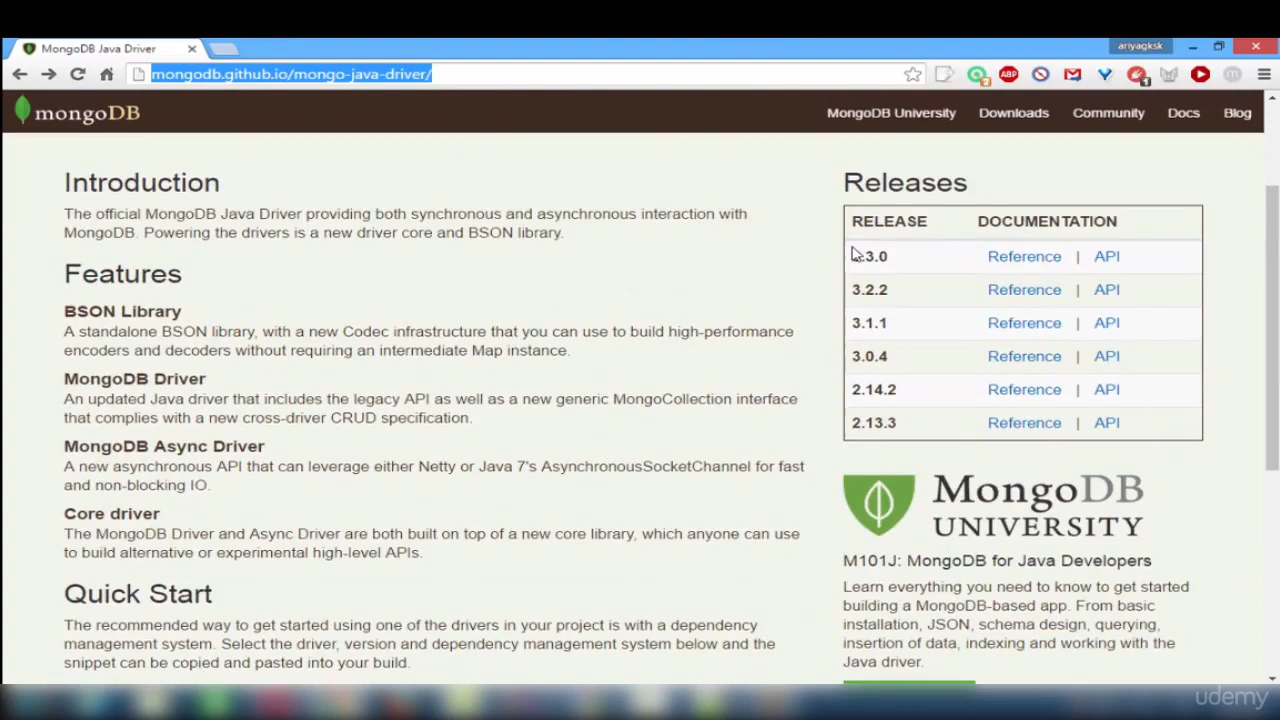 MongoDB Java Driver
ariyagksk
mongodb.github.io/mongo-java-driver/
ABP
mongoDB
MongoDB University Downloads Community Docs Blog
Introduction
The official MongoDB Java Driver providing both synchronous and asynchronous interaction with
MongoDB. Powering the drivers is a new driver core and BSON library.
Features
BSON Library
A standalone BSON library, with a new Codec infrastructure that you can use to build high-performance
encoders and decoders without requiring an intermediate Map instance.
MongoDB Driver
An updated Java driver that includes the legacy API as well as a new generic MongoCollection interface
that complies with a new cross-driver CRUD specification.
MongoDB Async Driver
A new asynchronous API that can leverage either Netty or Java 7's AsynchronousSocketChannel for fast
and non-blocking IO.
Core driver
The MongoDB Driver and Async Driver are both built on top of a new core library, which anyone can use
to build alternative or experimental high-level APIs.
Quick Start
The recommended way to get started using one of the drivers in your project is with a dependency
management system. Select the driver, version and dependency management system below and the
snippet can be copied and pasted into your build.
Releases
RELEASE DOCUMENTATION
3.0 Reference | API
3.2.2 Reference | API
3.1.1 Reference | API
3.0.4 Reference | API
2.14.2 Reference | API
2.13.3 Reference | API
MongoDB
UNIVERSITY
M101J: MongoDB for Java Developers
Learn everything you need to know to get started
building a MongoDB-based app. From basic
installation, JSON, schema design, querying,
insertion of data, indexing and working with the
Java driver.
udemy